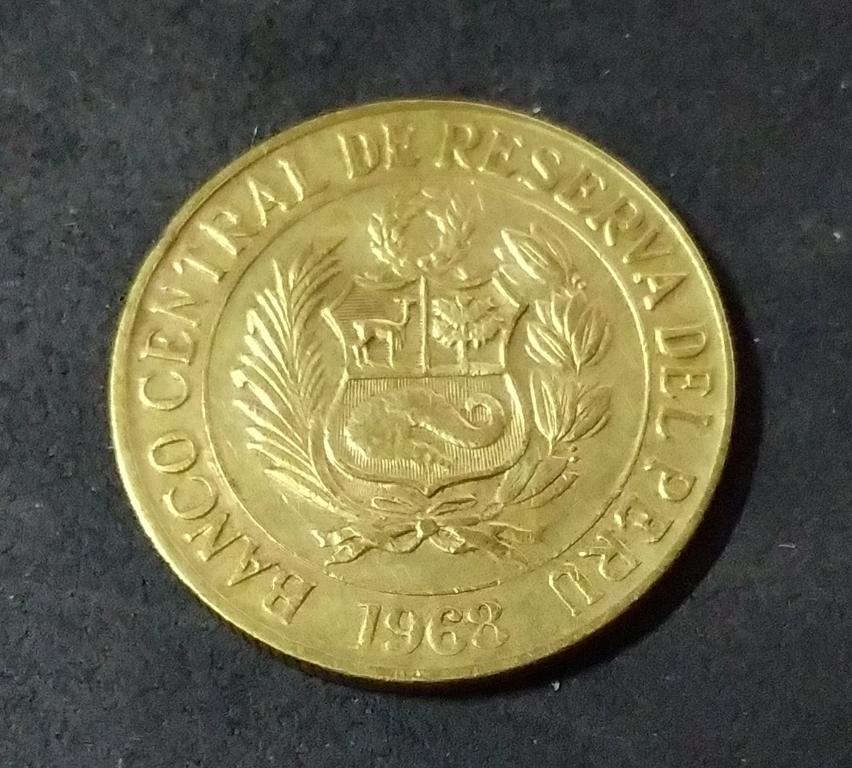 BANCO CENTRAL DE RESERVA DEL PERU
1968